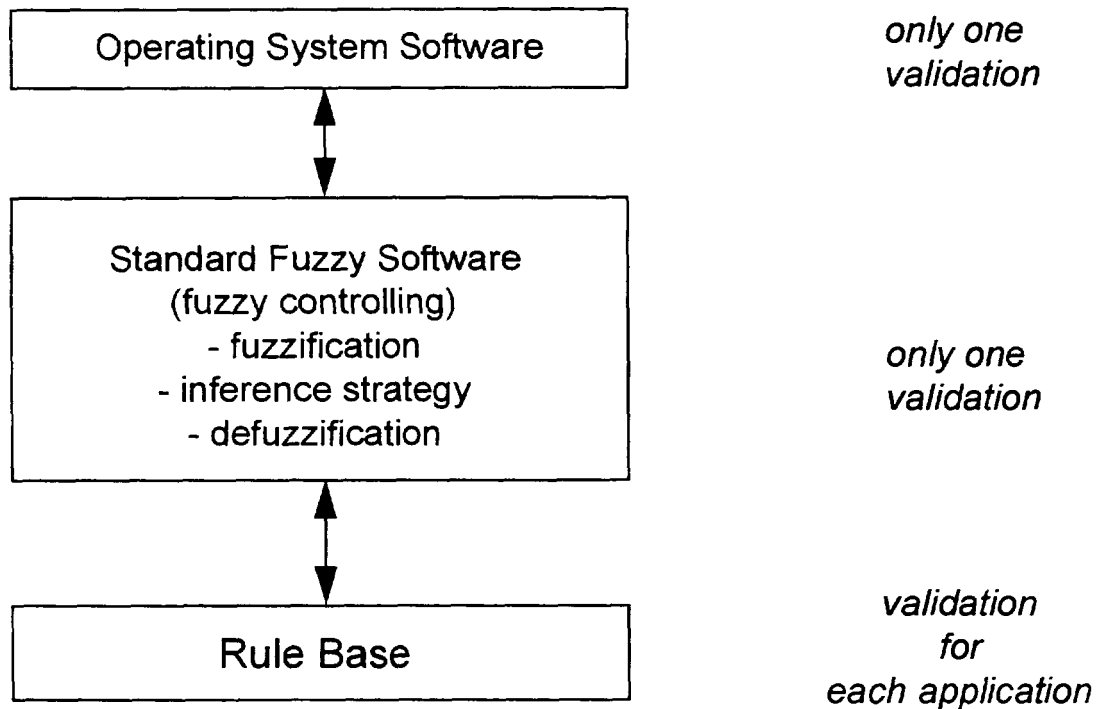 Operating System Software
only one
validation
Standard Fuzzy Software
(fuzzy controlling)
- fuzzification
- inference strategy
- defuzzification
only one
validation
Rule Base
validation
for
each application